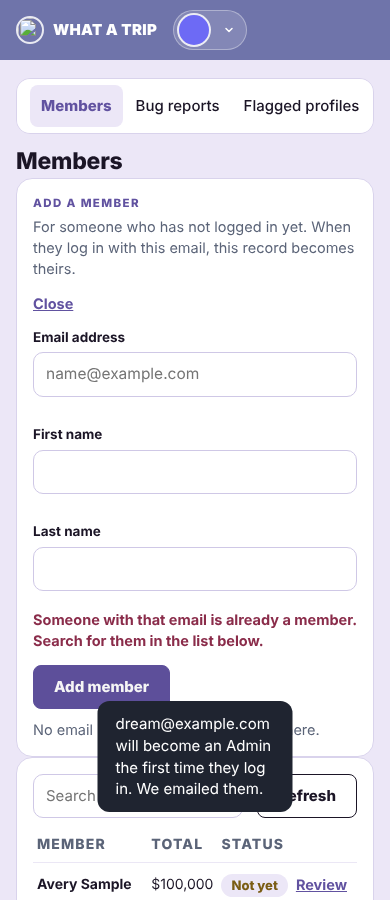 WHAT A TRIP
Members
Bug reports
Flagged profiles
Members
ADD A MEMBER
For someone who has not logged in yet. When
they log in with this email, this record becomes
theirs.
Close
Email address
name@example.com
First name
Last name
Someone with that email is already a member.
Search for them in the list below.
Add member
No email
dream@example.com
will become an Admin
the first time they log
in. We emailed them.
Search
MEMBER TOTAL STATUS
Avery Sample $100,000 Not yet Review